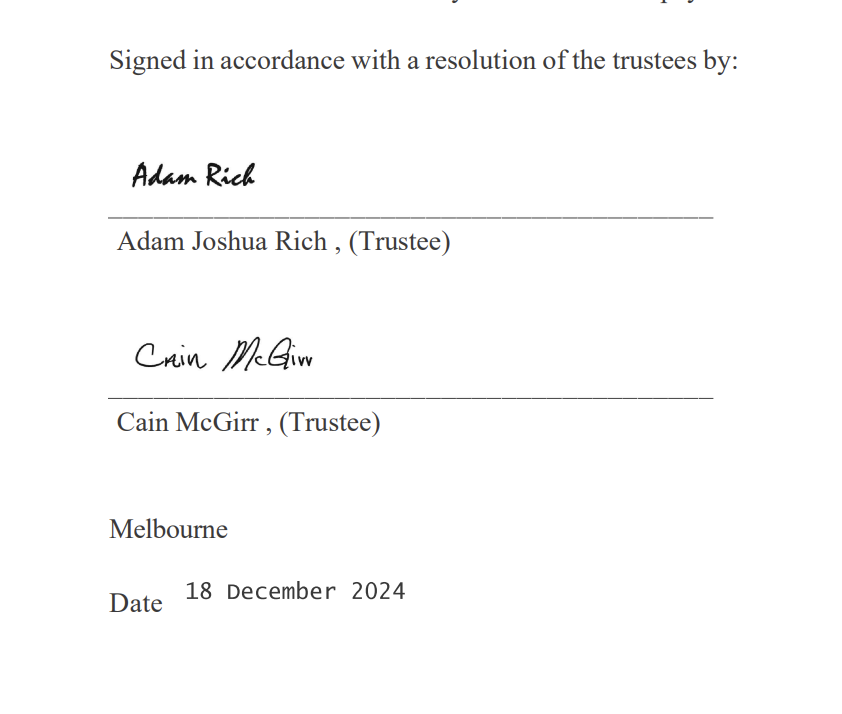 Signed in accordance with a resolution of the trustees by:
Adam Rich
Adam Joshua Rich , (Trustee)
Cain McGirr
Cain McGirr , (Trustee)
Melbourne
Date 18 December 2024